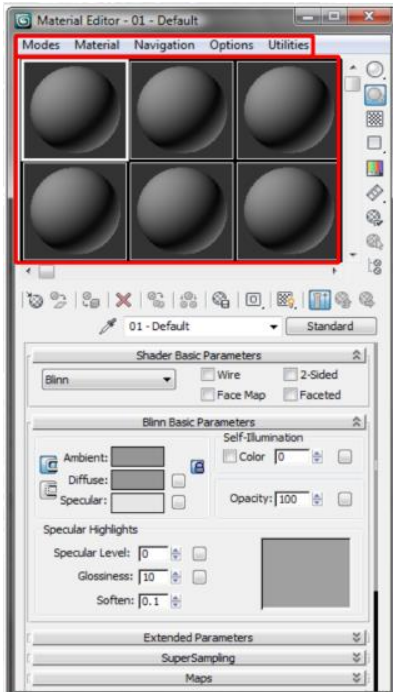 Material Editor - 01 - Default
Modes Material Navigation Options Utilities
01 - Default Standard
Shader Basic Parameters
Blinn Wire 2-Sided
Face Map Faceted
Blinn Basic Parameters
Self-Illumination
Ambient: Color 0
Diffuse:
Specular: Opacity: 100
Specular Highlights
Specular Level: 0
Glossiness: 10
Soften: 0.1
Extended Parameters
SuperSampling
Maps